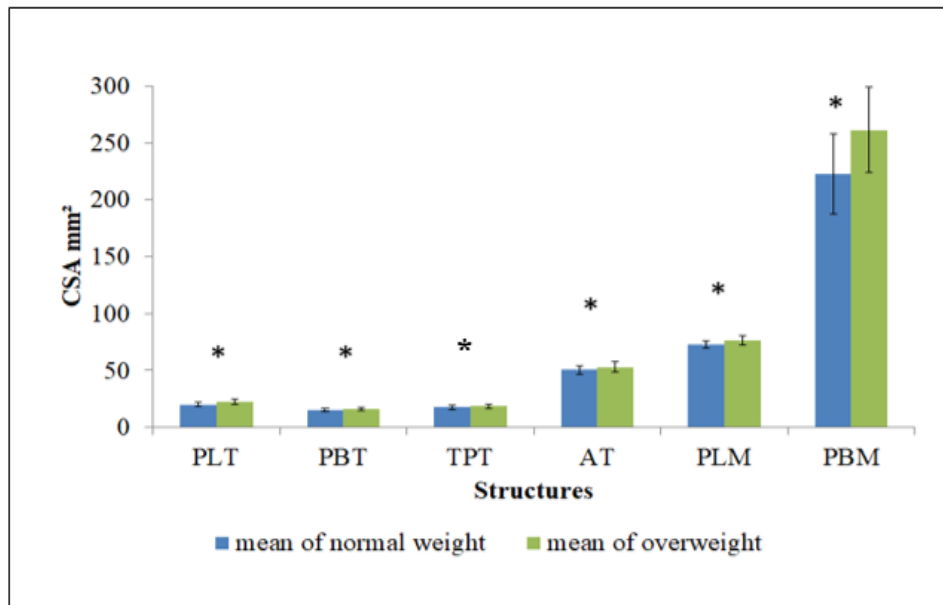 300
250
200
150
100
50
0
CSA mm²
* * * * * *
PLT PBT TPT AT PLM PBM
Structures
mean of normal weight mean of overweight